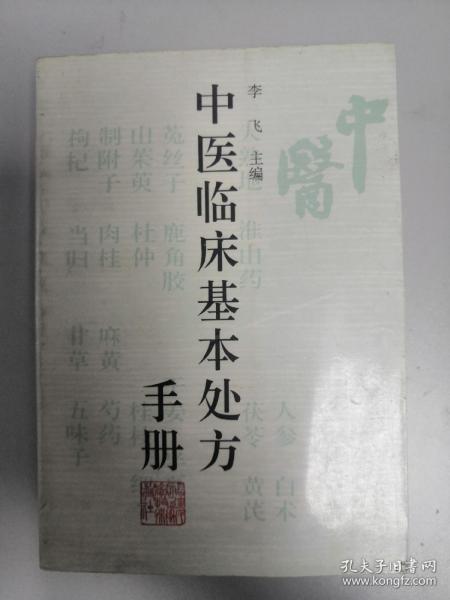 中醫
李飞 主编
中医临床基本处方
手册
大熟地 淮山药
菟丝子 鹿角胶
山茱萸 杜仲
制附子 肉桂
枸杞 当归
麻黄 芍药
甘草 五味子
人参 白术
茯苓 黄芪
孔夫子旧书网
www.kongfz.com